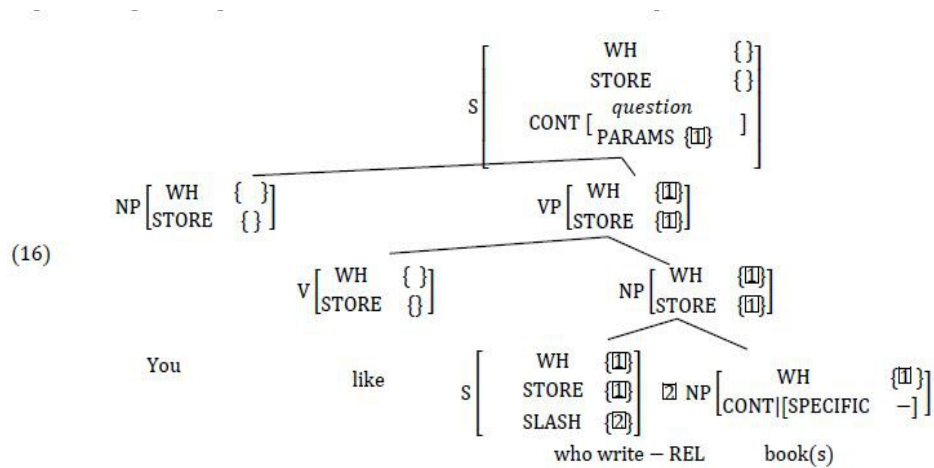 WH { }
STORE { }
S
question
CONT [ PARAMS {1} ]
NP [ WH { } VP [ WH {1}
STORE { } ] STORE {1} ]
(16)
V [ WH { } NP [ WH {1}
STORE {} ] STORE {1} ]
You like
WH {1} WH {1}
S [ STORE {1} ] 2 NP [ CONT|[SPECIFIC −] ]
SLASH {2}
who write − REL book(s)